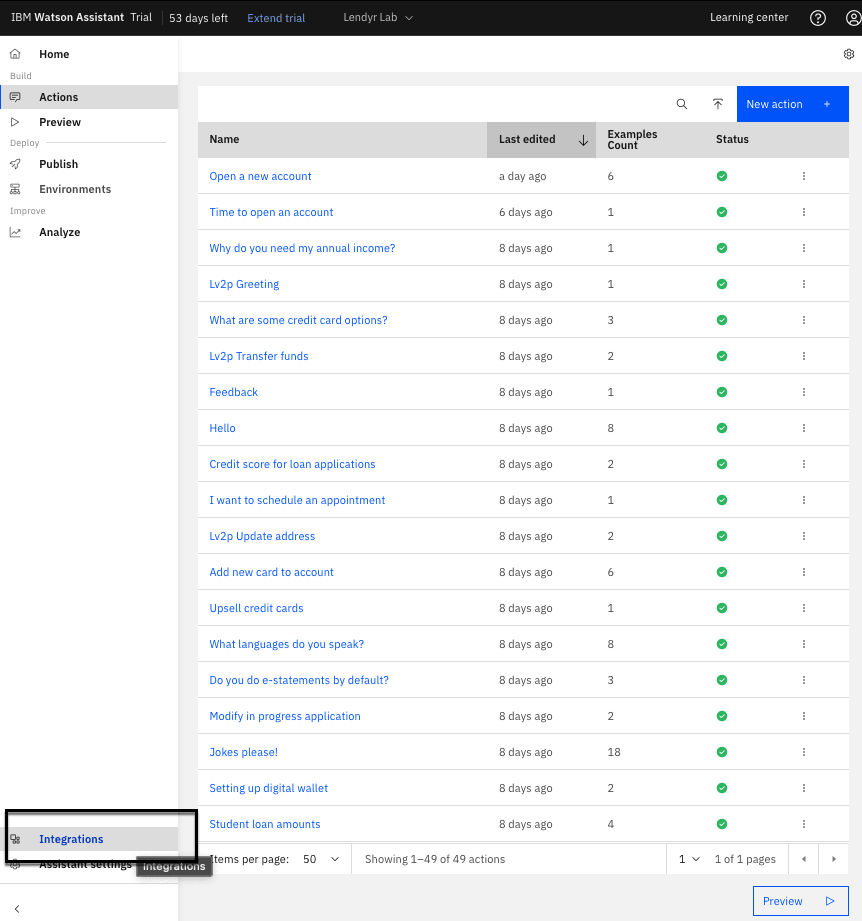 IBM Watson Assistant Trial 53 days left Extend trial Lendyr Lab Learning center
Home
Build
Actions
Preview
Deploy
Publish
Environments
Improve
Analyze
New action +
Name Last edited Examples Count Status
Open a new account a day ago 6
Time to open an account 6 days ago 1
Why do you need my annual income? 8 days ago 1
Lv2p Greeting 8 days ago 1
What are some credit card options? 8 days ago 3
Lv2p Transfer funds 8 days ago 2
Feedback 8 days ago 1
Hello 8 days ago 8
Credit score for loan applications 8 days ago 2
I want to schedule an appointment 8 days ago 1
Lv2p Update address 8 days ago 2
Add new card to account 8 days ago 6
Upsell credit cards 8 days ago 1
What languages do you speak? 8 days ago 8
Do you do e-statements by default? 8 days ago 3
Modify in progress application 8 days ago 2
Jokes please! 8 days ago 18
Setting up digital wallet 8 days ago 2
Student loan amounts 8 days ago 4
Integrations
Assistant settings
Integrations
Items per page: 50 Showing 1–49 of 49 actions 1 1 of 1 pages
Preview